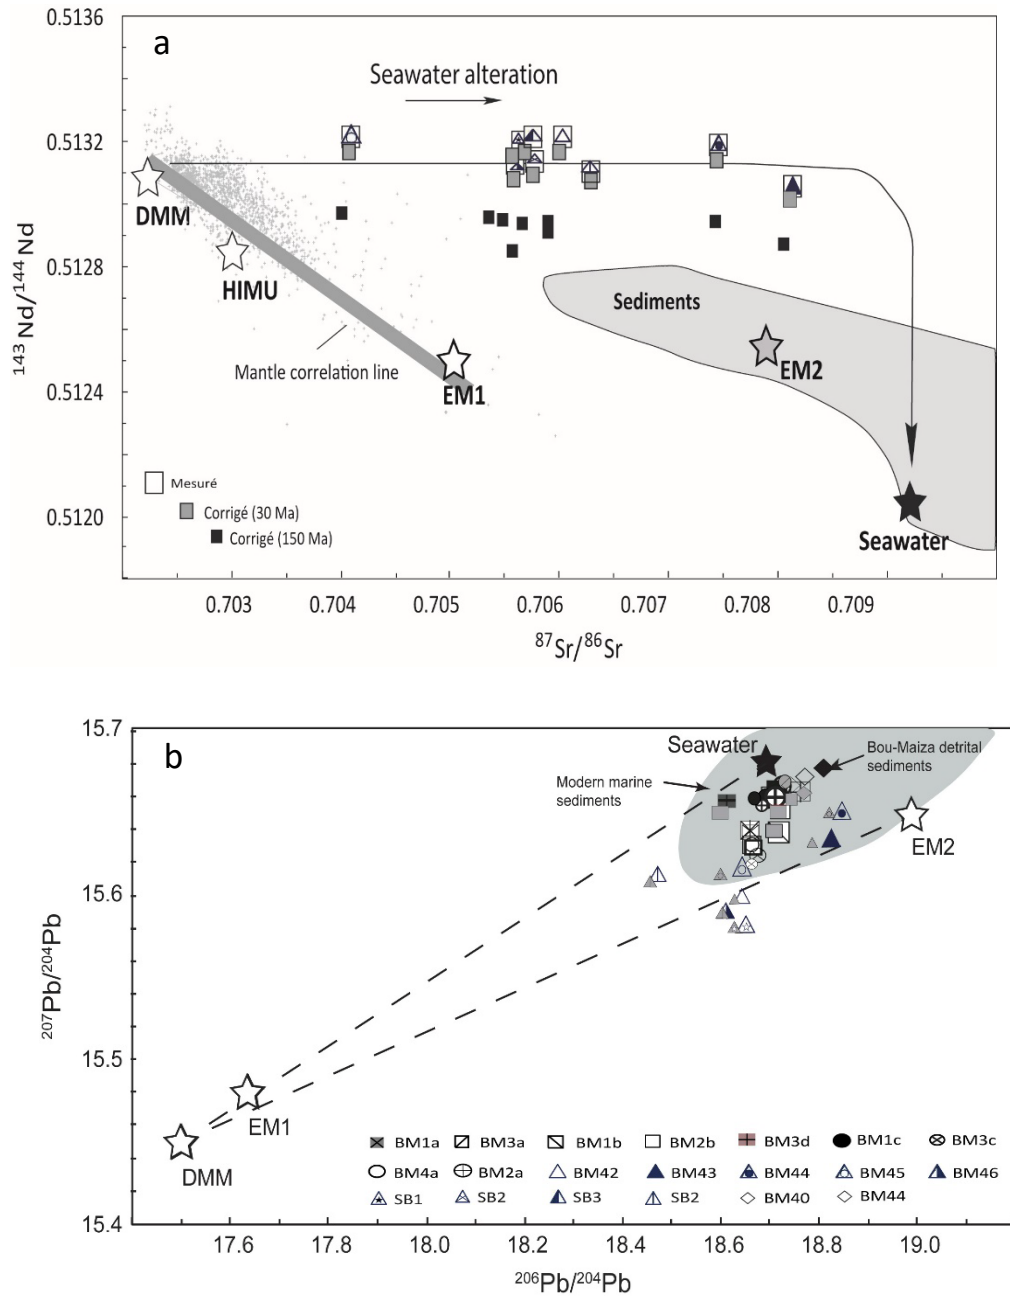 a
0.5136
0.5132
0.5128
0.5124
0.5120
143Nd/144Nd
Seawater alteration
DMM
HIMU
Mantle correlation line
EM1
Sediments
EM2
Seawater
Mesuré
Corrigé (30 Ma)
Corrigé (150 Ma)
0.703 0.704 0.705 0.706 0.707 0.708 0.709
87Sr/86Sr
b
15.7
15.6
15.5
15.4
207Pb/204Pb
Seawater
Bou-Maiza detrital
sediments
Modern marine
sediments
EM2
EM1
DMM
BM1a BM3a BM1b BM2b BM3d BM1c BM3c
BM4a BM2a BM42 BM43 BM44 BM45 BM46
SB1 SB2 SB3 SB2 BM40 BM44
17.6 17.8 18.0 18.2 18.4 18.6 18.8 19.0
206Pb/204Pb